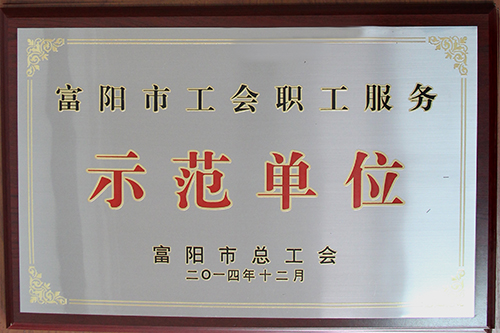 富阳市工会职工服务
示范单位
富阳市总工会
二〇一四年十二月